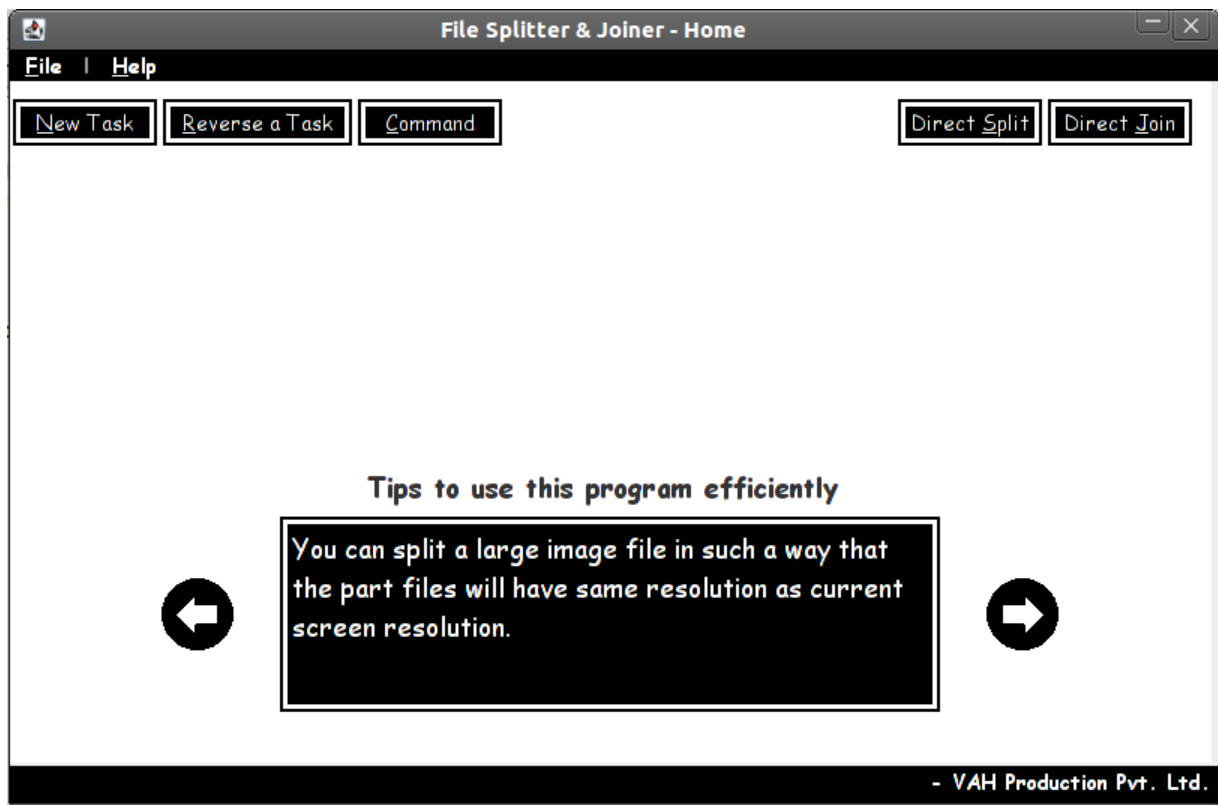 File Splitter & Joiner - Home
File | Help
New Task Reverse a Task Command Direct Split Direct Join
Tips to use this program efficiently
You can split a large image file in such a way that
the part files will have same resolution as current
screen resolution.
- VAH Production Pvt. Ltd.